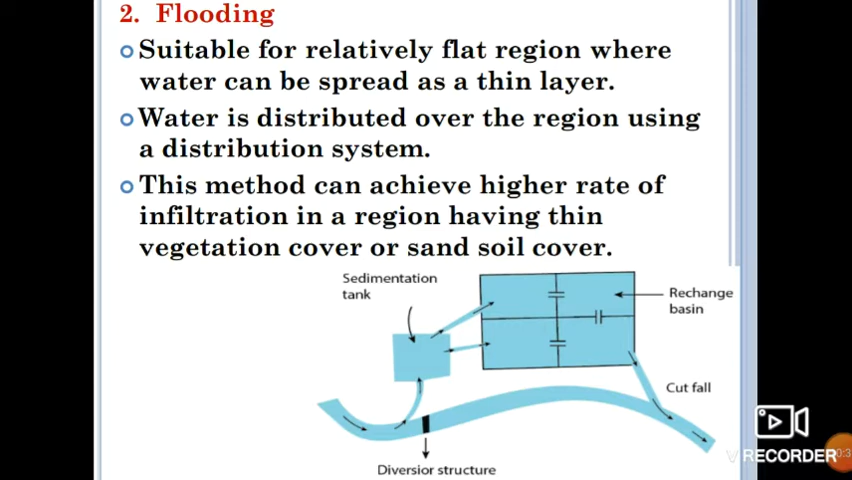 2. Flooding
Suitable for relatively flat region where
water can be spread as a thin layer.
Water is distributed over the region using
a distribution system.
This method can achieve higher rate of
infiltration in a region having thin
vegetation cover or sand soil cover.
Sedimentation
tank
Rechange
basin
Cut fall
Diversior structure
V RECORDER
0:3